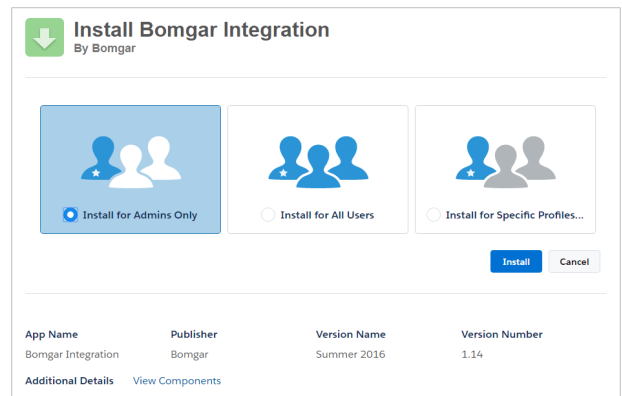 Install Bomgar Integration
By Bomgar
Install for Admins Only
Install for All Users
Install for Specific Profiles...
Install
Cancel
App Name Publisher Version Name Version Number
Bomgar Integration Bomgar Summer 2016 1.14
Additional Details View Components